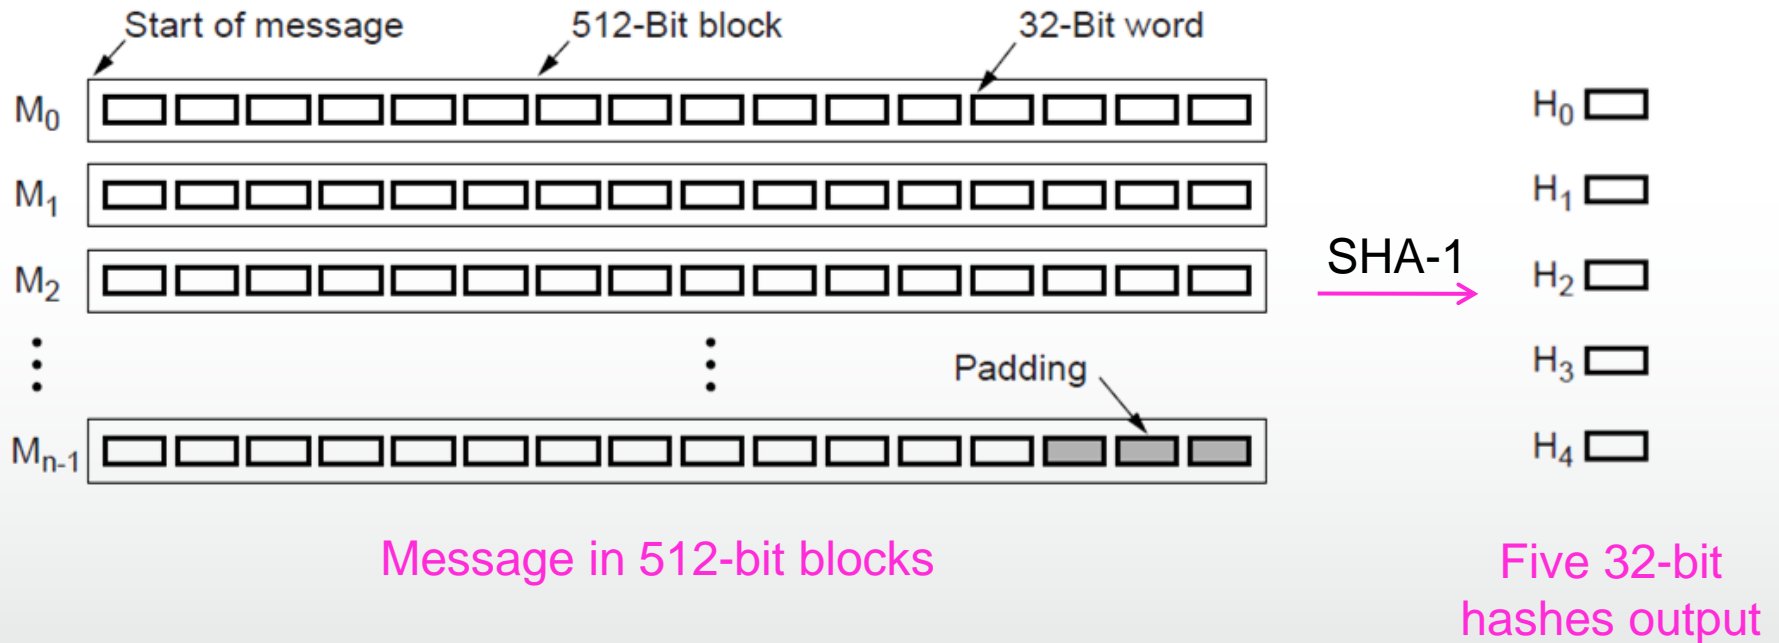 Start of message 512-Bit block 32-Bit word
M₀ H₀
M₁ H₁
SHA-1
M₂ H₂
Padding H₃
Mₙ₋₁ H₄
Message in 512-bit blocks Five 32-bit
hashes output